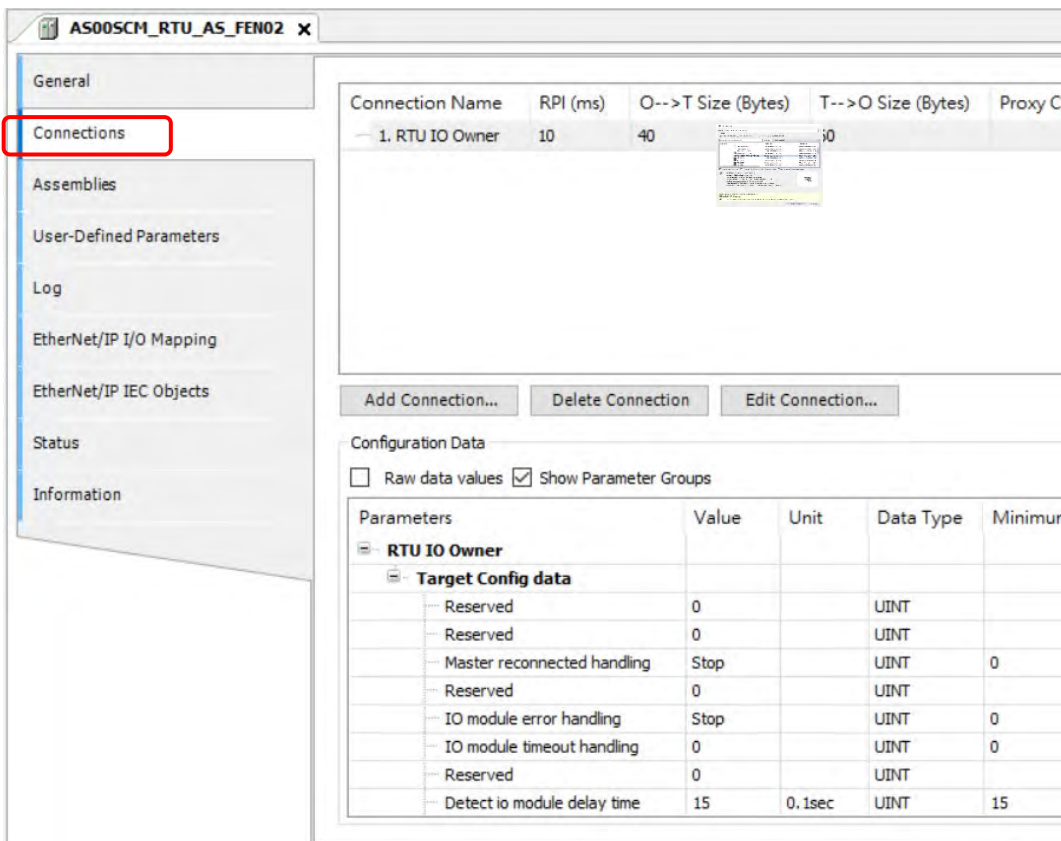 AS00SCM_RTU_AS_FEN02 x
General
Connections
Assemblies
User-Defined Parameters
Log
EtherNet/IP I/O Mapping
EtherNet/IP IEC Objects
Status
Information
Connection Name RPI (ms) O-->T Size (Bytes) T-->O Size (Bytes) Proxy C
1. RTU IO Owner 10 40
Add Connection... Delete Connection Edit Connection...
Configuration Data
Raw data values Show Parameter Groups
Parameters Value Unit Data Type Minimur
RTU IO Owner
Target Config data
Reserved 0 UINT
Reserved 0 UINT
Master reconnected handling Stop UINT 0
Reserved 0 UINT
IO module error handling Stop UINT 0
IO module timeout handling 0 UINT 0
Reserved 0 UINT
Detect io module delay time 15 0.1sec UINT 15